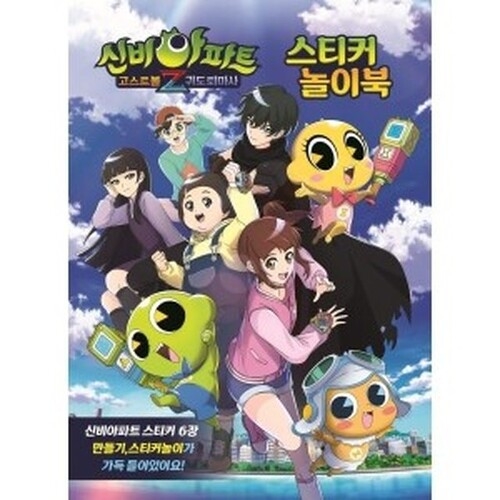 신비아파트
고스트볼Z 귀도퇴마사
스티커
놀이북
신비아파트 스티커 6장
만들기,스티커놀이가
가득 들어있어요!